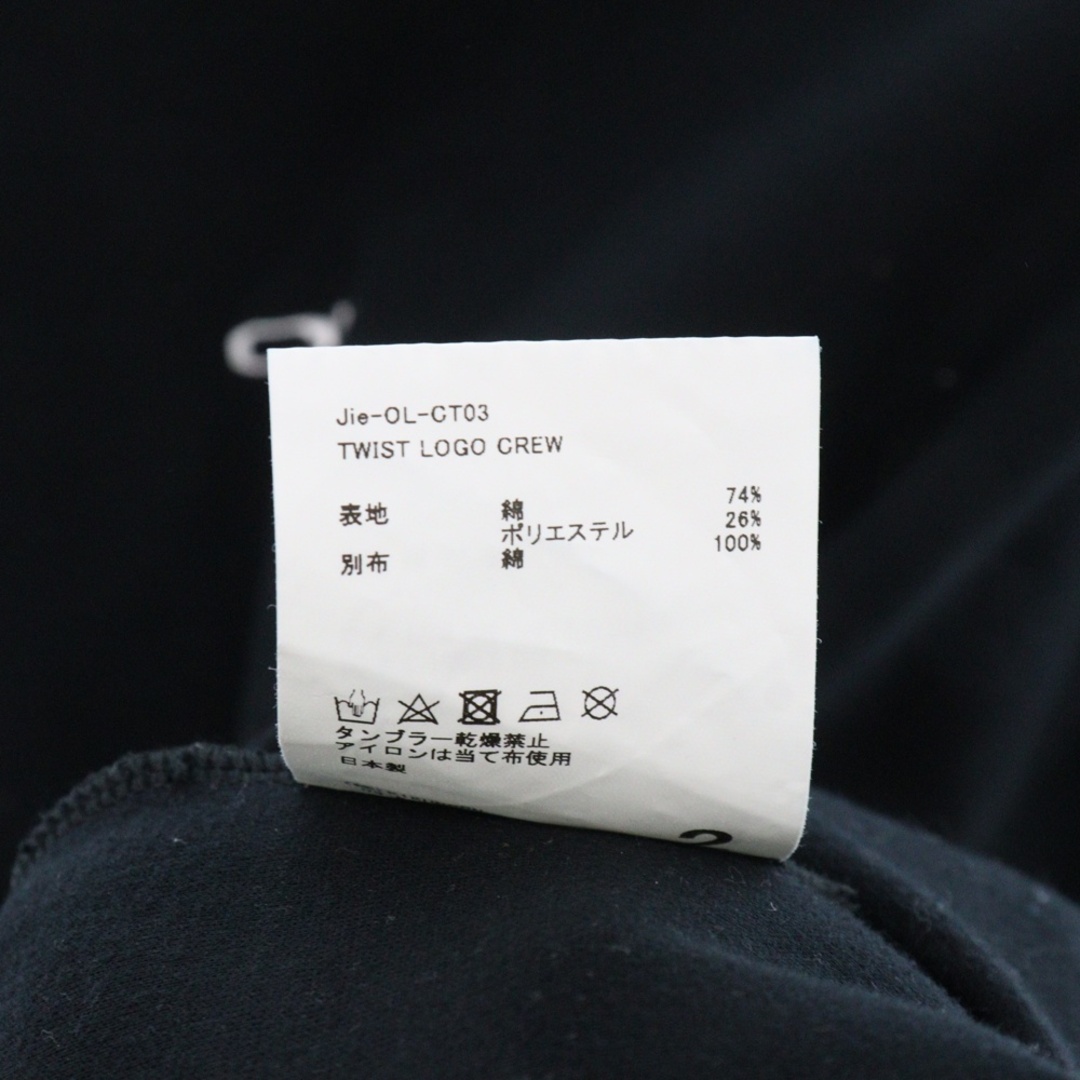 Jie-OL-CT03
TWIST LOGO CREW
表地 綿 74%
ポリエステル 26%
別布 綿 100%
タンブラー乾燥禁止
アイロンは当て布使用
日本製
2